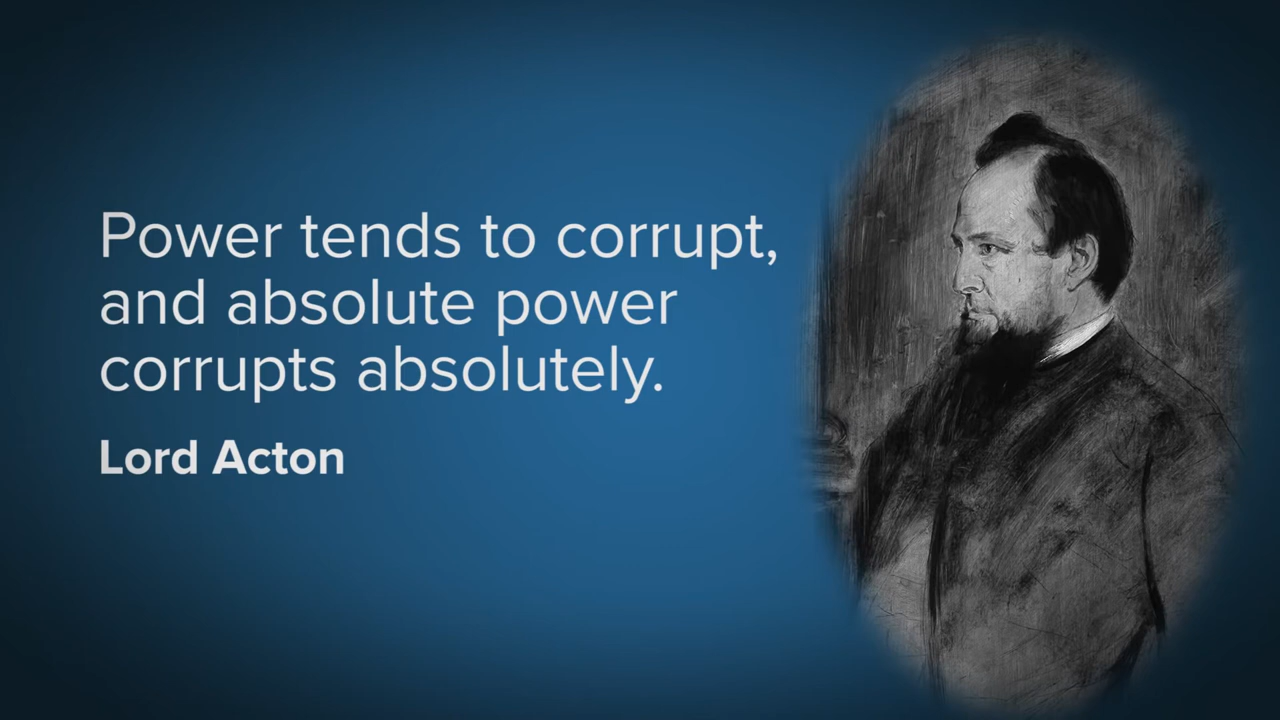 Power tends to corrupt,
and absolute power
corrupts absolutely.
Lord Acton